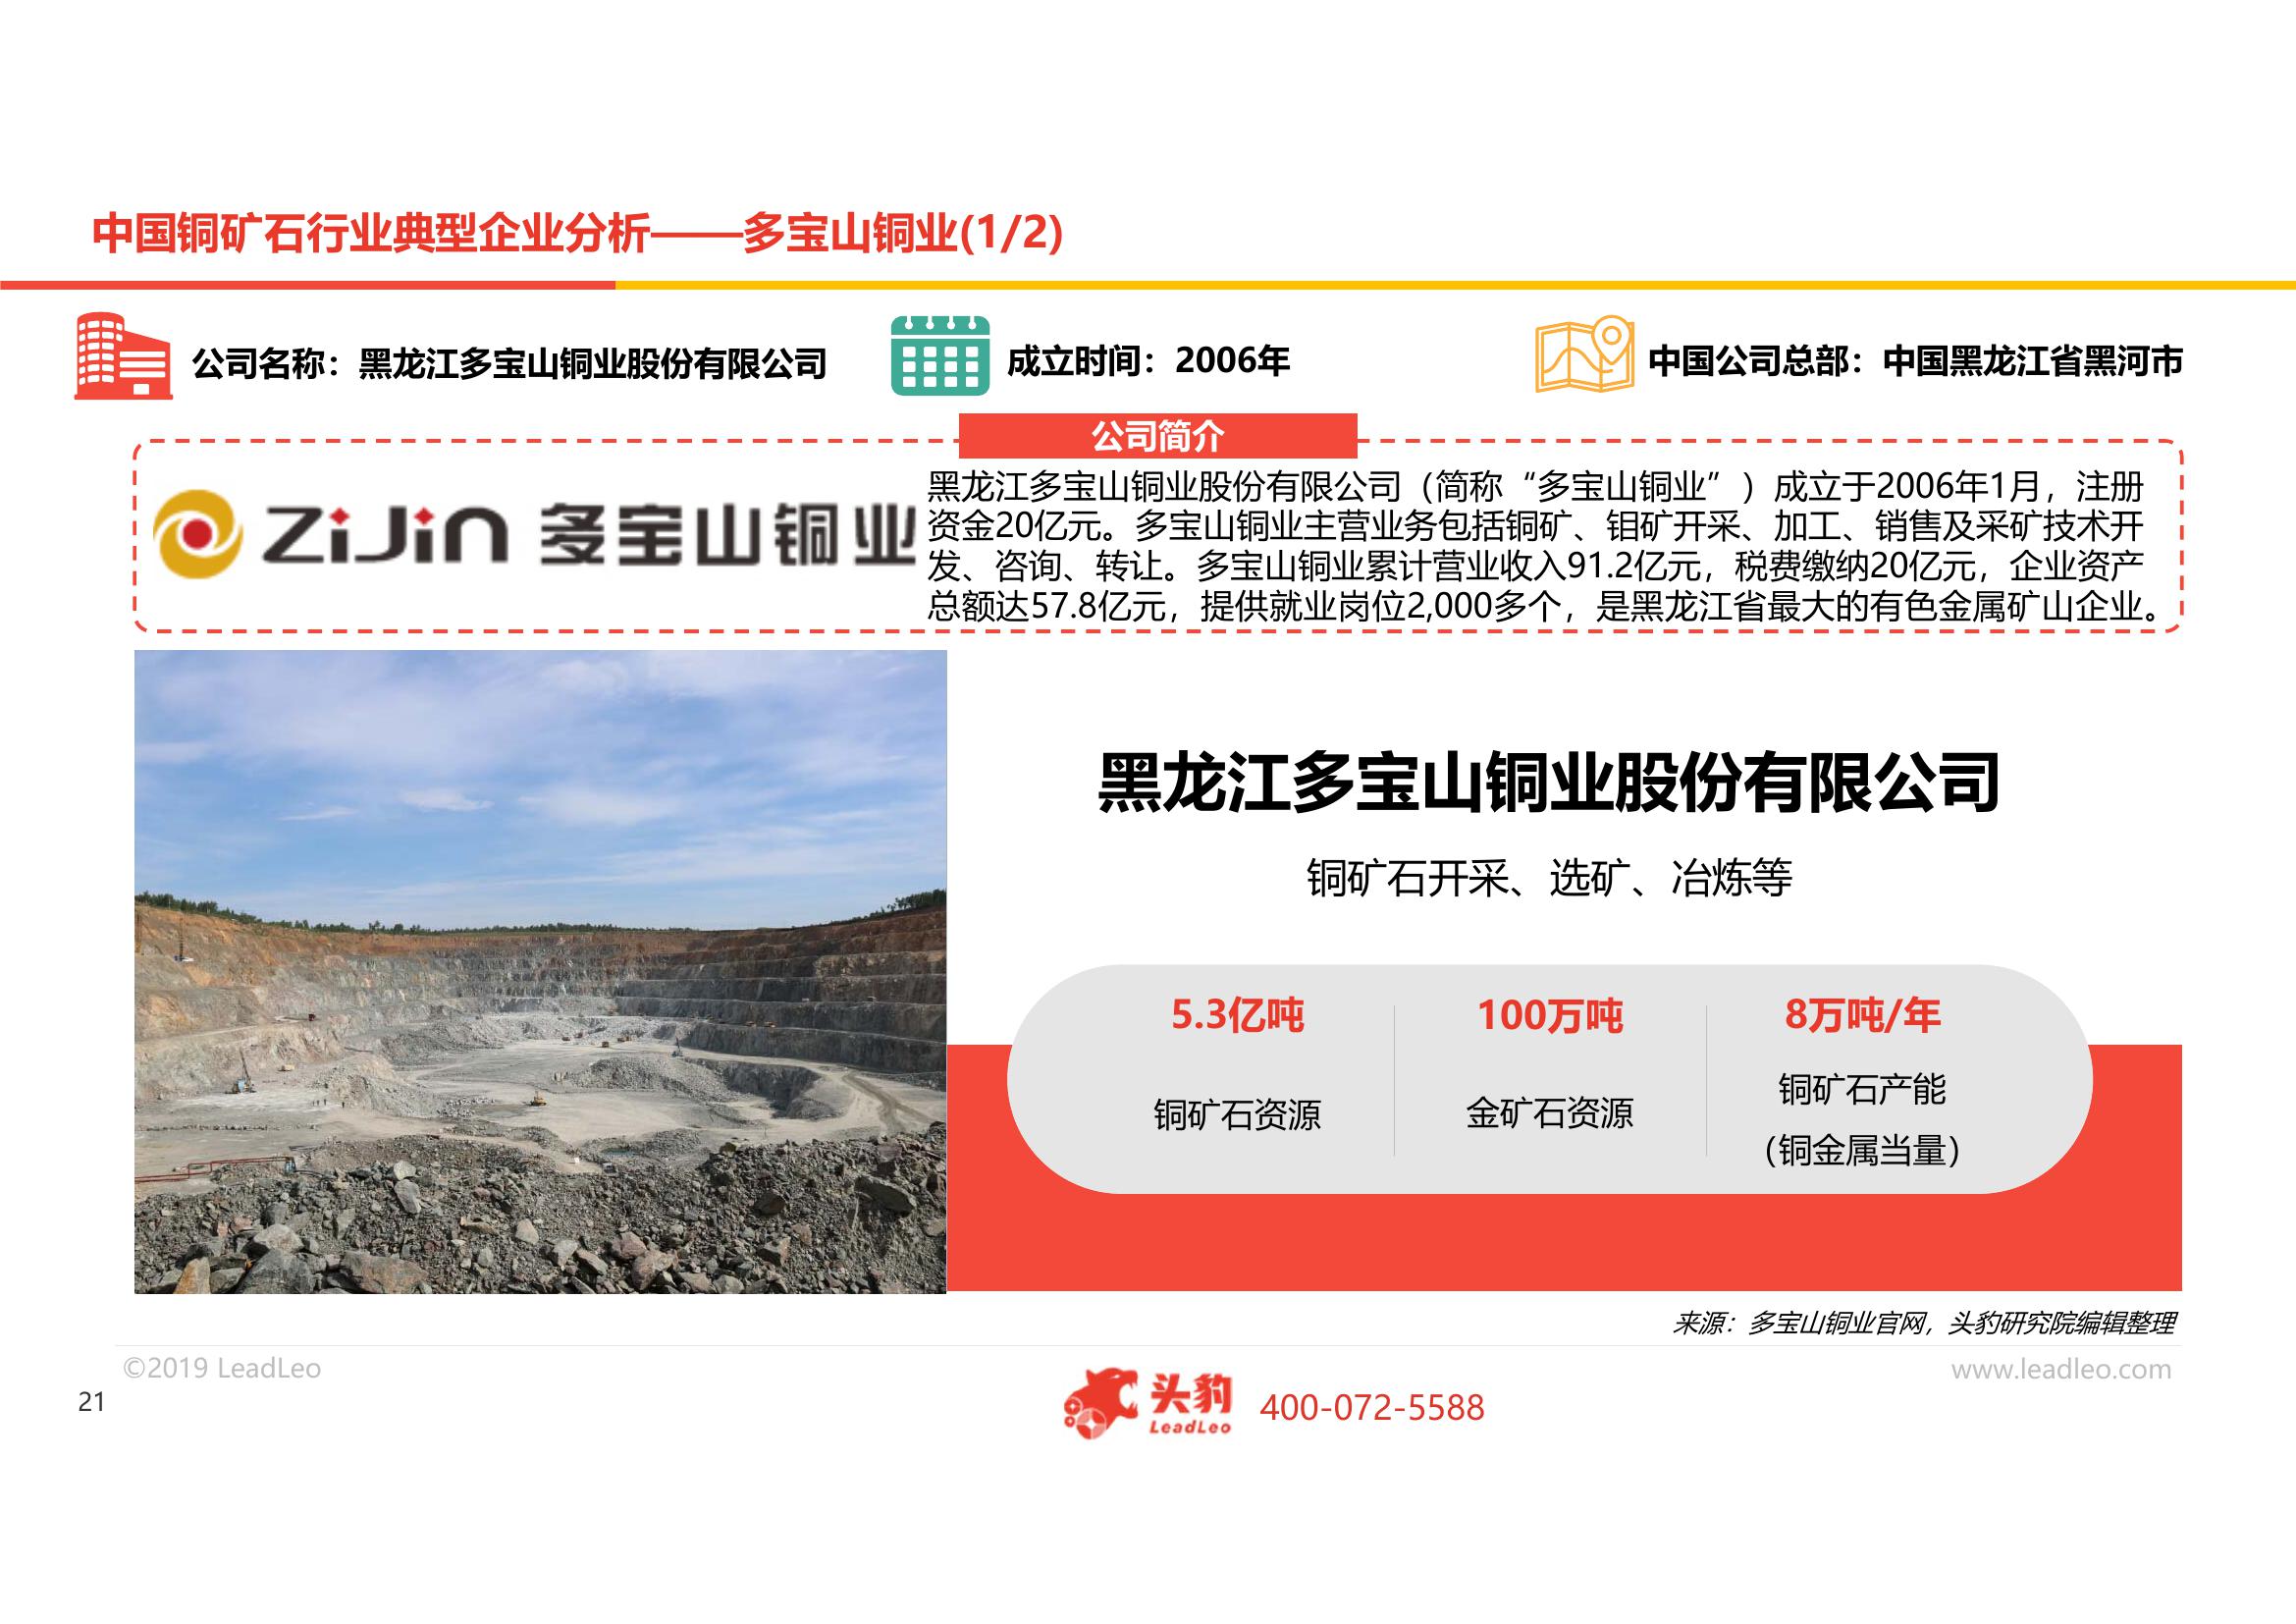 中国铜矿石行业典型企业分析——多宝山铜业(1/2)
公司名称：黑龙江多宝山铜业股份有限公司
成立时间：2006年
中国公司总部：中国黑龙江省黑河市
公司简介
ZiJin 多宝山铜业
黑龙江多宝山铜业股份有限公司（简称“多宝山铜业”）成立于2006年1月，注册
资金20亿元。多宝山铜业主营业务包括铜矿、钼矿开采、加工、销售及采矿技术开
发、咨询、转让。多宝山铜业累计营业收入91.2亿元，税费缴纳20亿元，企业资产
总额达57.8亿元，提供就业岗位2,000多个，是黑龙江省最大的有色金属矿山企业。
黑龙江多宝山铜业股份有限公司
铜矿石开采、选矿、冶炼等
5.3亿吨
铜矿石资源
100万吨
金矿石资源
8万吨/年
铜矿石产能
（铜金属当量）
来源：多宝山铜业官网，头豹研究院编辑整理
©2019 LeadLeo
www.leadleo.com
21
头豹
LeadLeo
400-072-5588